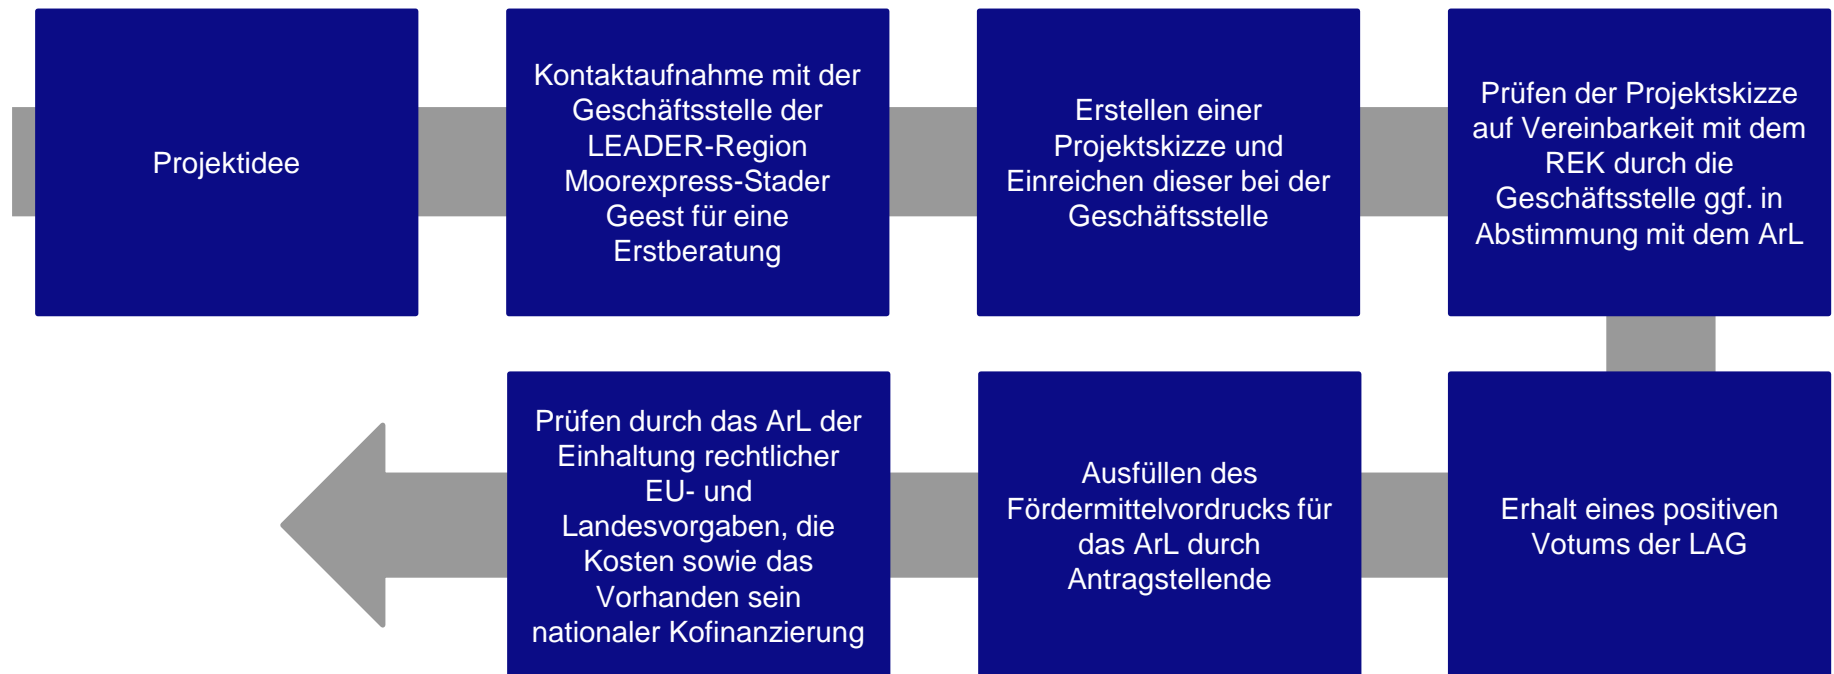 Projektidee
Kontaktaufnahme mit der
Geschäftsstelle der
LEADER-Region
Moorexpress-Stader
Geest für eine
Erstberatung
Erstellen einer
Projektskizze und
Einreichen dieser bei der
Geschäftsstelle
Prüfen der Projektskizze
auf Vereinbarkeit mit dem
REK durch die
Geschäftsstelle ggf. in
Abstimmung mit dem ArL
Erhalt eines positiven
Votums der LAG
Ausfüllen des
Fördermittelvordrucks für
das ArL durch
Antragstellende
Prüfen durch das ArL der
Einhaltung rechtlicher
EU- und
Landesvorgaben, die
Kosten sowie das
Vorhanden sein
nationaler Kofinanzierung